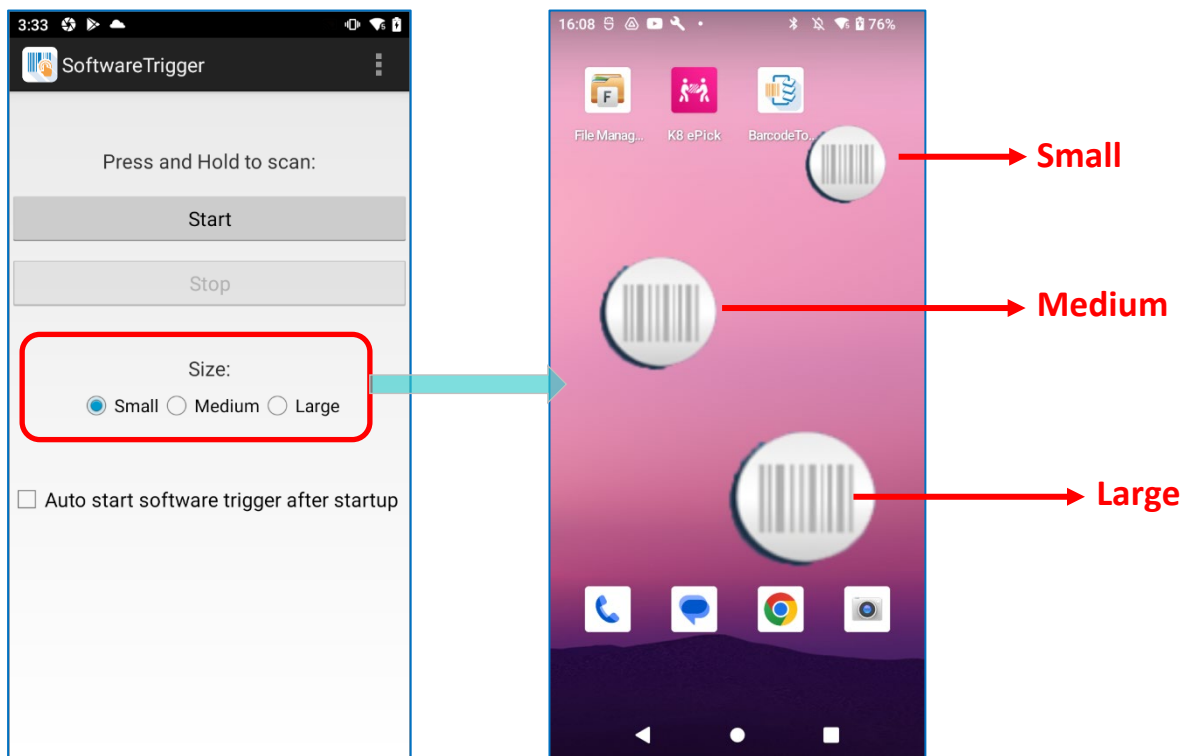 3:33
SoftwareTrigger
Press and Hold to scan:
Start
Stop
Size:
Small Medium Large
Auto start software trigger after startup
16:08 76%
File Manag... K8 ePick BarcodeTo...
F
Small
Medium
Large